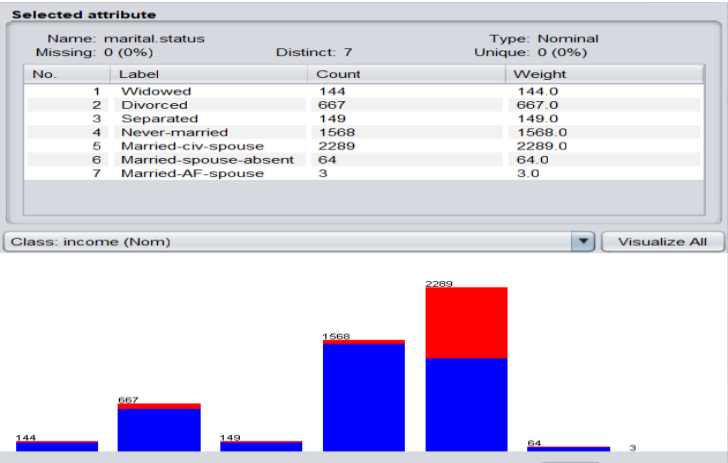 Selected attribute
Name: marital.status Type: Nominal
Missing: 0 (0%) Distinct: 7 Unique: 0 (0%)
No. Label Count Weight
1 Widowed 144 144.0
2 Divorced 667 667.0
3 Separated 149 149.0
4 Never-married 1568 1568.0
5 Married-civ-spouse 2289 2289.0
6 Married-spouse-absent 64 64.0
7 Married-AF-spouse 3 3.0
Class: income (Nom) Visualize All
2289
1568
667
144 149 64 3